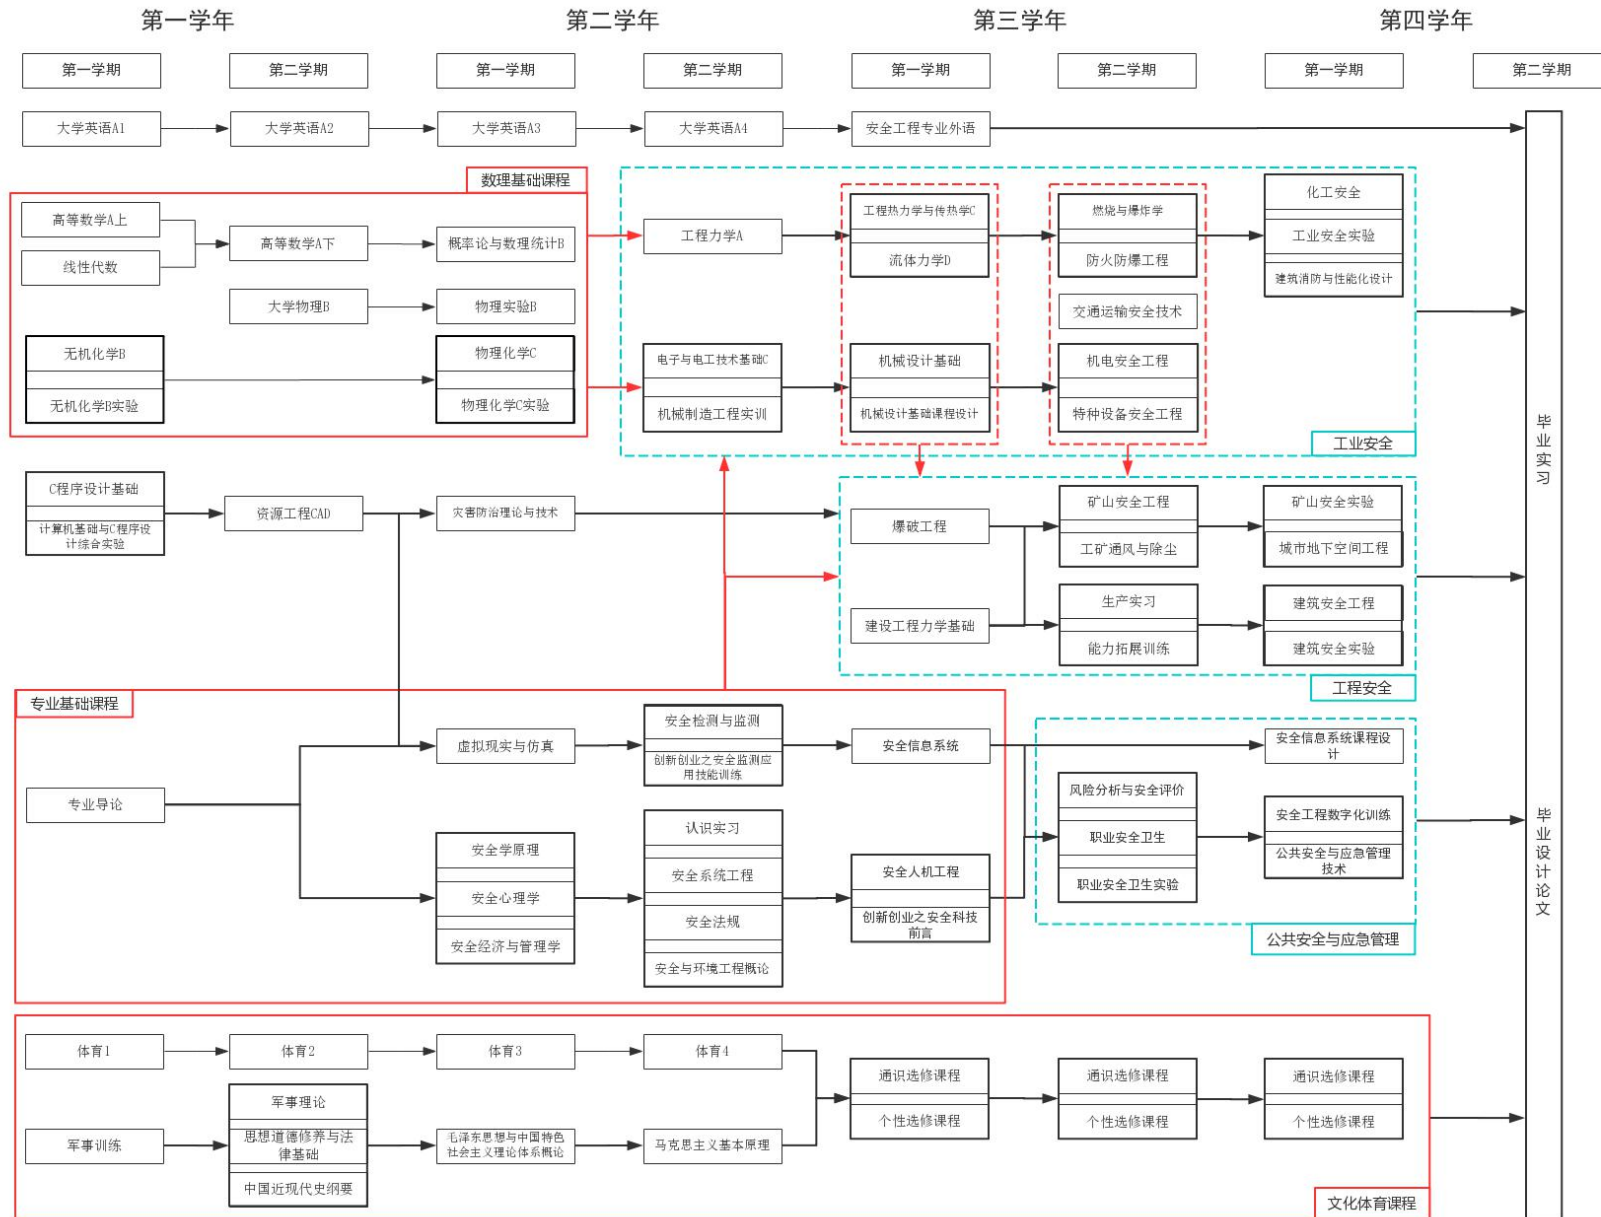 第一学年
第二学年
第三学年
第四学年
第一学期
第二学期
第一学期
第二学期
第一学期
第二学期
第一学期
第二学期
大学英语A1
大学英语A2
大学英语A3
大学英语A4
安全工程专业外语
数理基础课程
高等数学A上
线性代数
高等数学A下
概率论与数理统计B
大学物理B
物理实验B
无机化学B
无机化学B实验
物理化学C
物理化学C实验
工程力学A
工程热力学与传热学C
流体力学D
燃烧与爆炸学
防火防爆工程
交通运输安全技术
化工安全
工业安全实验
建筑消防与性能化设计
电子与电工技术基础C
机械制造工程实训
机械设计基础
机械设计基础课程设计
机电安全工程
特种设备安全工程
工业安全
C程序设计基础
计算机基础与C程序设
计综合实验
资源工程CAD
灾害防治理论与技术
爆破工程
建设工程力学基础
矿山安全工程
工矿通风与除尘
矿山安全实验
城市地下空间工程
生产实习
能力拓展训练
建筑安全工程
建筑安全实验
工程安全
专业基础课程
专业导论
虚拟现实与仿真
安全检测与监测
创新创业之安全监测应
用技能训练
安全信息系统
安全信息系统课程设
计
安全学原理
安全心理学
安全经济与管理学
认识实习
安全系统工程
安全法规
安全与环境工程概论
安全人机工程
创新创业之安全科技
前言
风险分析与安全评价
职业安全卫生
职业安全卫生实验
安全工程数字化训练
公共安全与应急管理
技术
公共安全与应急管理
体育1
体育2
体育3
体育4
军事训练
军事理论
思想道德修养与法
律基础
中国近现代史纲要
毛泽东思想与中国特色
社会主义理论体系概论
马克思主义基本原理
通识选修课程
个性选修课程
通识选修课程
个性选修课程
通识选修课程
个性选修课程
文化体育课程
毕业实习
毕业设计论文